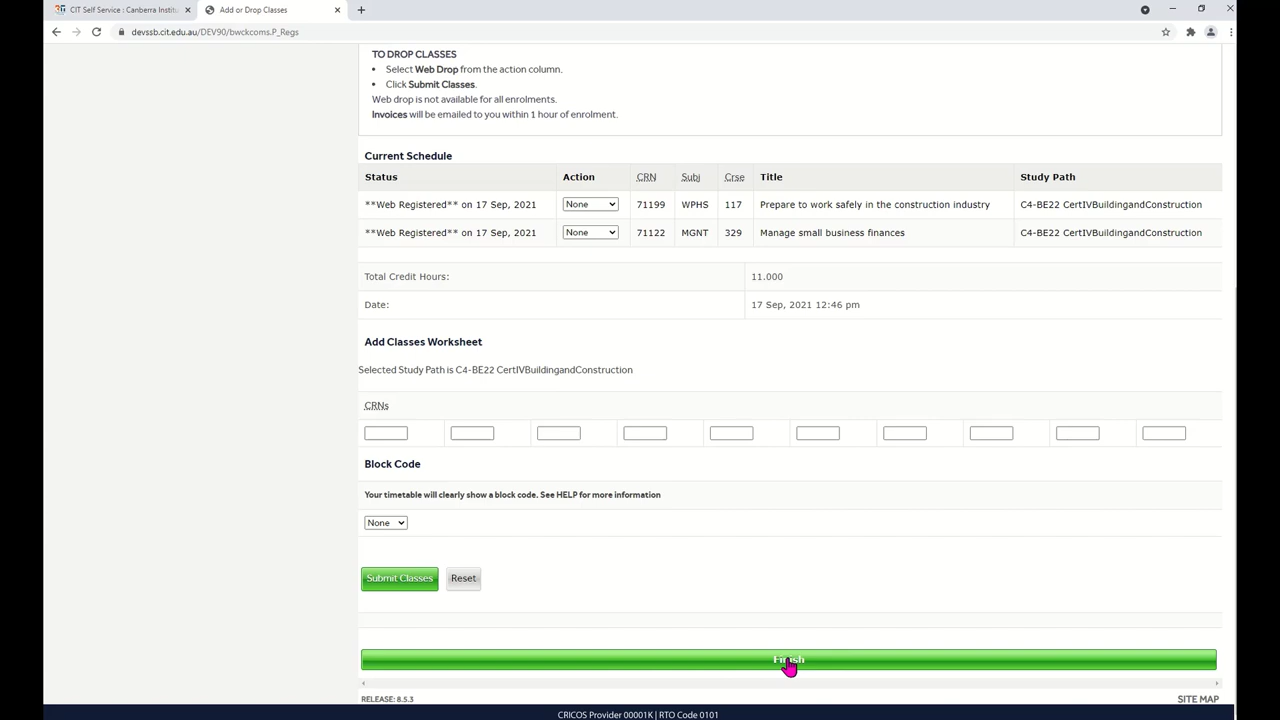 CIT Self Service : Canberra Institu
Add or Drop Classes
devssb.cit.edu.au/DEV90/bwckcoms.P_Regs
TO DROP CLASSES
• Select Web Drop from the action column.
• Click Submit Classes.
Web drop is not available for all enrolments.
Invoices will be emailed to you within 1 hour of enrolment.
Current Schedule
Status Action CRN Subj Crse Title Study Path
**Web Registered** on 17 Sep, 2021 None 71199 WPHS 117 Prepare to work safely in the construction industry C4-BE22 CertIVBuildingandConstruction
**Web Registered** on 17 Sep, 2021 None 71122 MGNT 329 Manage small business finances C4-BE22 CertIVBuildingandConstruction
Total Credit Hours: 11.000
Date: 17 Sep, 2021 12:46 pm
Add Classes Worksheet
Selected Study Path is C4-BE22 CertIVBuildingandConstruction
CRNs
Block Code
Your timetable will clearly show a block code. See HELP for more information
None
Submit Classes Reset
Finish
RELEASE: 8.5.3 SITE MAP
CRICOS Provider 00001K | RTO Code 0101